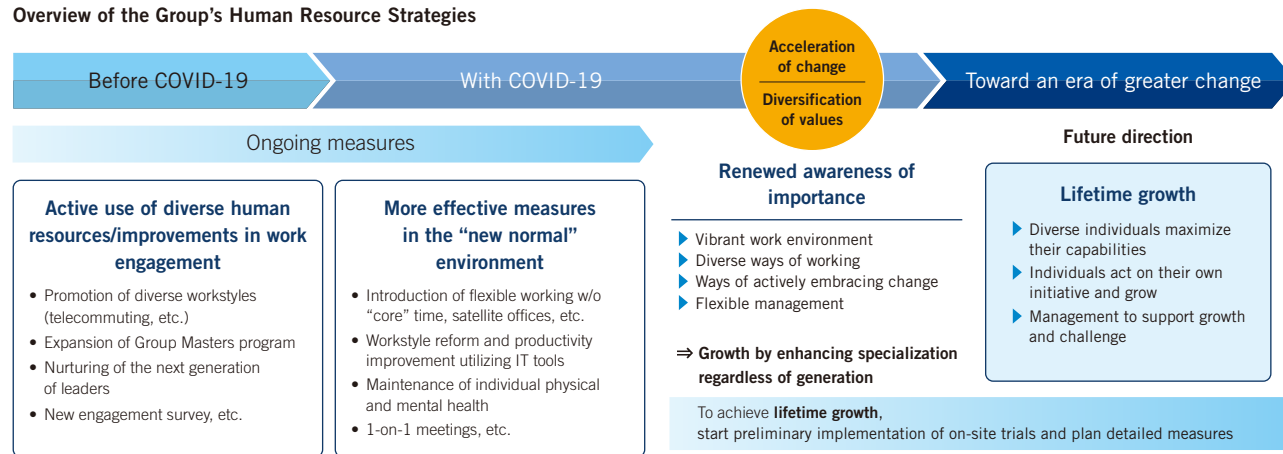 Overview of the Group's Human Resource Strategies
Before COVID-19
With COVID-19
Acceleration
of change
Diversification
of values
Toward an era of greater change
Ongoing measures
Active use of diverse human
resources/improvements in work
engagement
• Promotion of diverse workstyles
(telecommuting, etc.)
• Expansion of Group Masters program
• Nurturing of the next generation
of leaders
• New engagement survey, etc.
More effective measures
in the “new normal”
environment
• Introduction of flexible working w/o
“core” time, satellite offices, etc.
• Workstyle reform and productivity
improvement utilizing IT tools
• Maintenance of individual physical
and mental health
• 1-on-1 meetings, etc.
Renewed awareness of
importance
Vibrant work environment
Diverse ways of working
Ways of actively embracing change
Flexible management
⇒ Growth by enhancing specialization
regardless of generation
Future direction
Lifetime growth
Diverse individuals maximize
their capabilities
Individuals act on their own
initiative and grow
Management to support growth
and challenge
To achieve lifetime growth,
start preliminary implementation of on-site trials and plan detailed measures